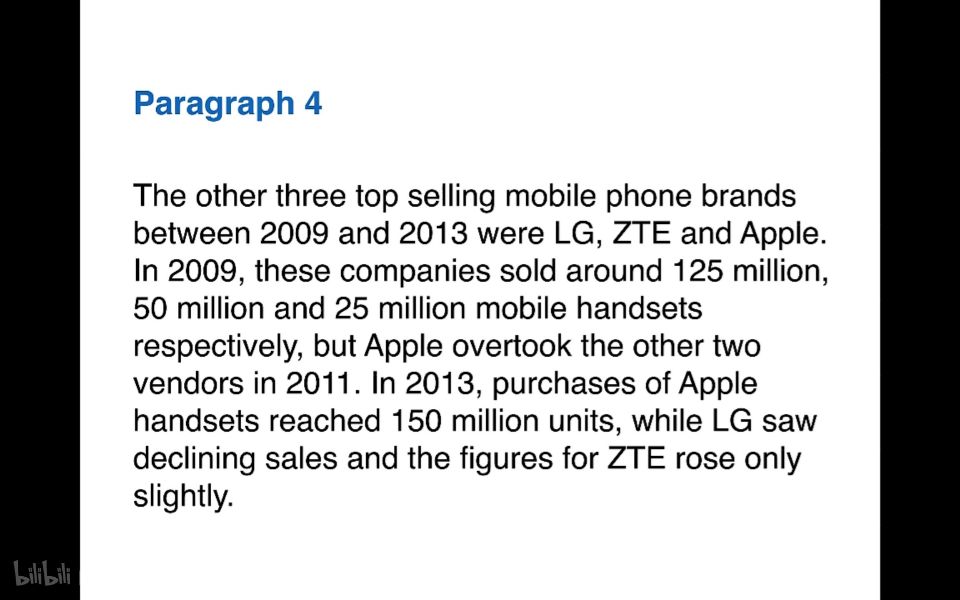 Paragraph 4
The other three top selling mobile phone brands
between 2009 and 2013 were LG, ZTE and Apple.
In 2009, these companies sold around 125 million,
50 million and 25 million mobile handsets
respectively, but Apple overtook the other two
vendors in 2011. In 2013, purchases of Apple
handsets reached 150 million units, while LG saw
declining sales and the figures for ZTE rose only
slightly.
bilibili